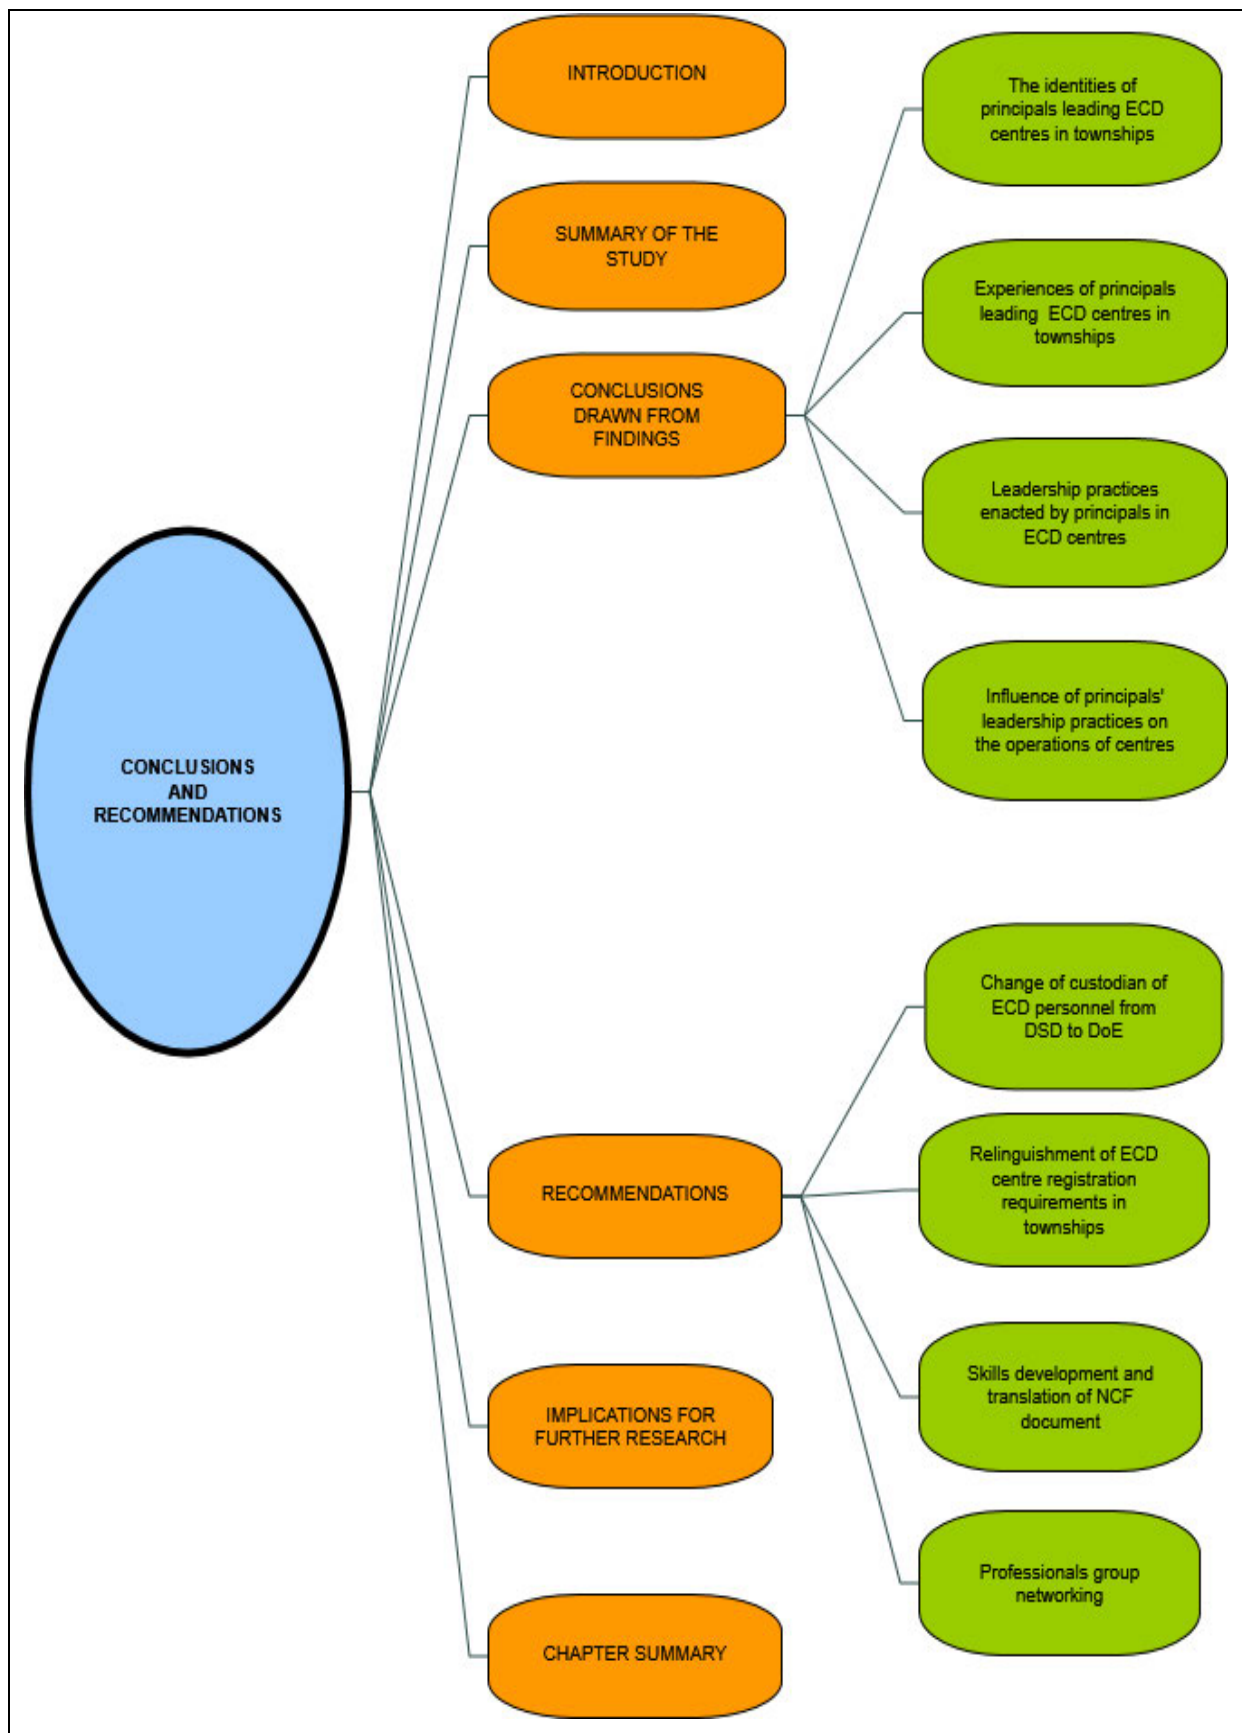 CONCLUSIONS
AND
RECOMMENDATIONS
INTRODUCTION
SUMMARY OF THE
STUDY
CONCLUSIONS
DRAWN FROM
FINDINGS
The identities of
principals leading ECD
centres in townships
Experiences of principals
leading ECD centres in
townships
Leadership practices
enacted by principals in
ECD centres
Influence of principals'
leadership practices on
the operations of centres
RECOMMENDATIONS
Change of custodian of
ECD personnel from
DSD to DoE
Relinguishment of ECD
centre registration
requirements in
townships
Skills development and
translation of NCF
document
Professionals group
networking
IMPLICATIONS FOR
FURTHER RESEARCH
CHAPTER SUMMARY